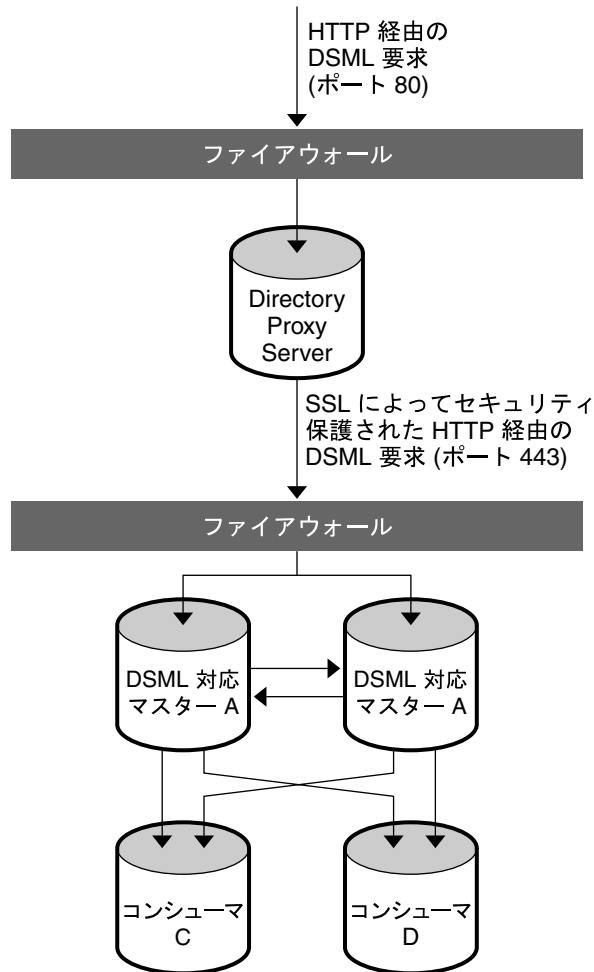 HTTP 経由の
DSML 要求
(ポート 80)
ファイアウォール
Directory
Proxy
Server
SSL によってセキュリティ
保護された HTTP 経由の
DSML 要求 (ポート 443)
ファイアウォール
DSML 対応
マスター A
DSML 対応
マスター A
コンシューマ
C
コンシューマ
D